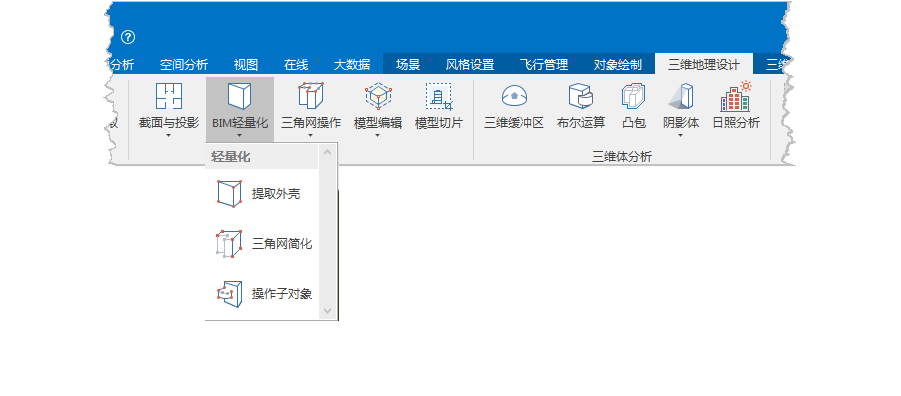 分析 空间分析 视图 在线 大数据 场景 风格设置 飞行管理 对象绘制 三维地理设计 三维
截面与投影 BIM轻量化 三角网操作 模型编辑 模型切片 三维缓冲区 布尔运算 凸包 阴影体 日照分析
三维体分析
轻量化
提取外壳
三角网简化
操作子对象